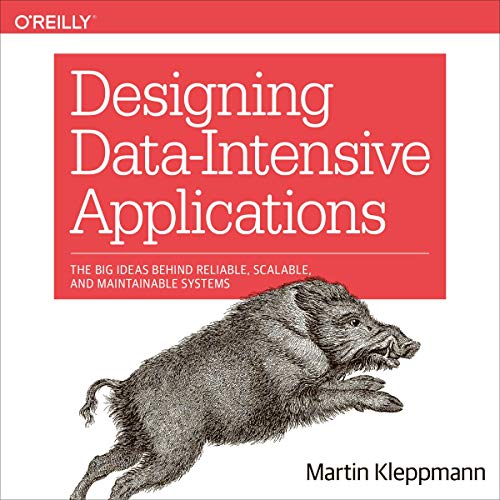 O'REILLY®
Designing
Data-Intensive
Applications
THE BIG IDEAS BEHIND RELIABLE, SCALABLE,
AND MAINTAINABLE SYSTEMS
Martin Kleppmann